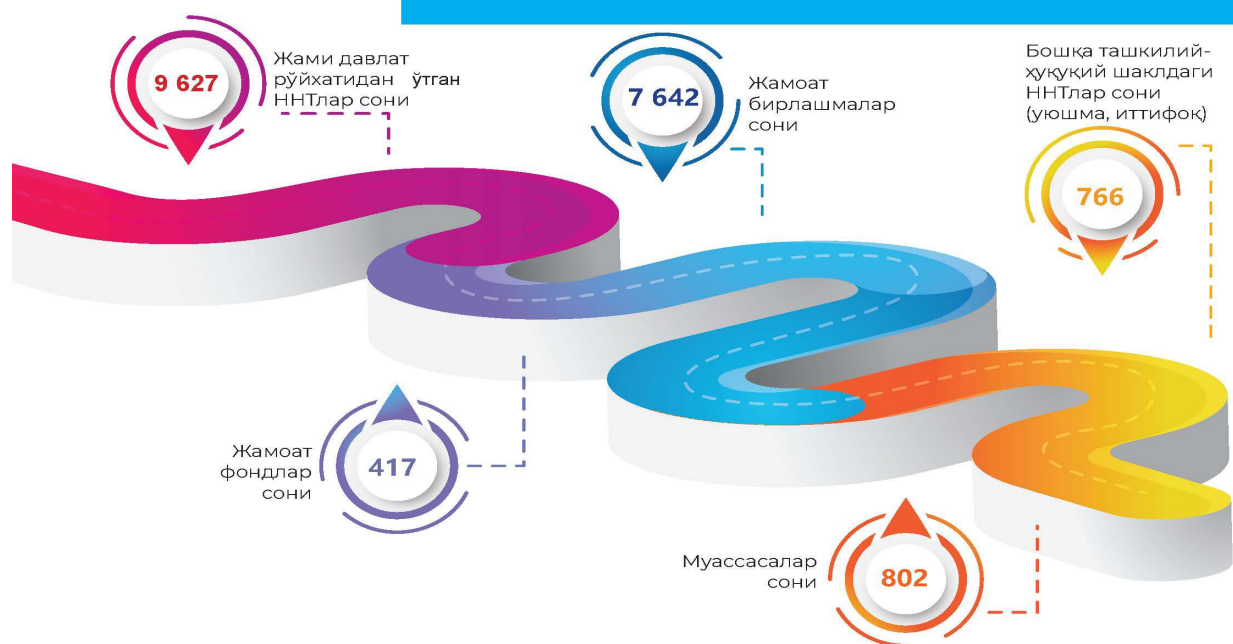 9 627
Жами давлат
рўйхатидан ўтган
ННТлар сони
7 642
Жамоат
бирлашмалар
сони
Бошқа ташкилий-
ҳуқуқий шаклдаги
ННТлар сони
(уюшма, иттифоқ)
766
Жамоат
фондлар
сони
417
Муассасалар
сони
802